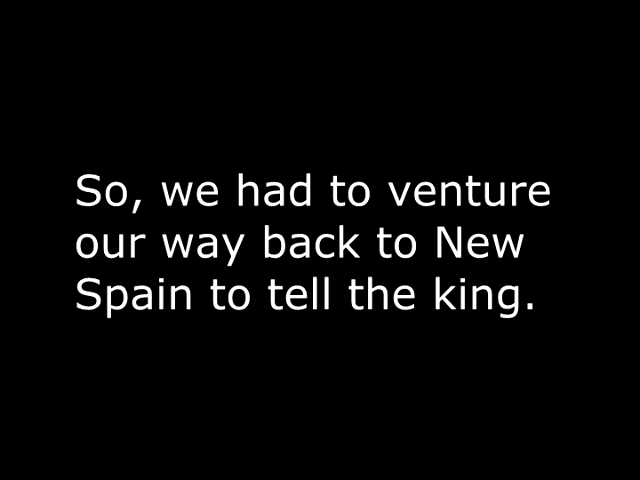 So, we had to venture
our way back to New
Spain to tell the king.